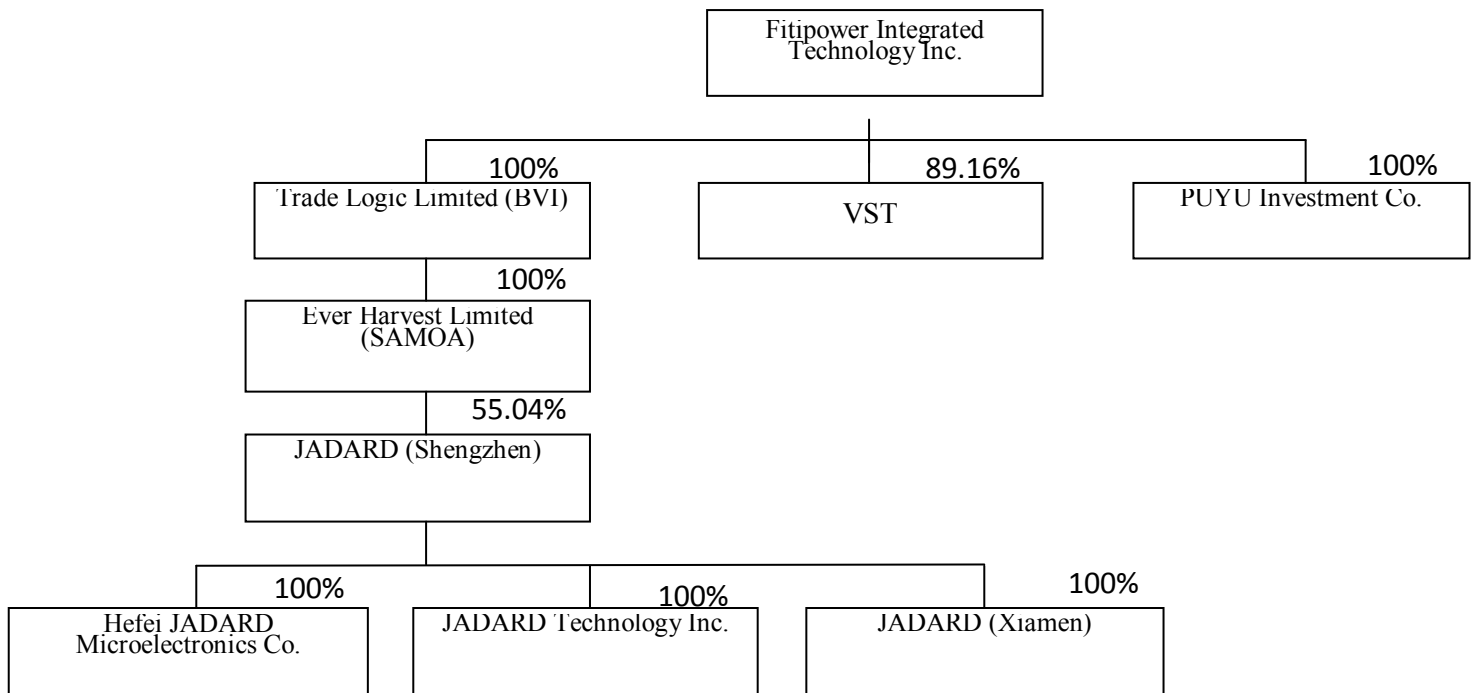 Fitipower Integrated
Technology Inc.
100%
89.16%
100%
Trade Logic Limited (BVI)
VST
PUYU Investment Co.
100%
Ever Harvest Limited
(SAMOA)
55.04%
JADARD (Shengzhen)
100%
100%
100%
Hefei JADARD
Microelectronics Co.
JADARD Technology Inc.
JADARD (Xiamen)